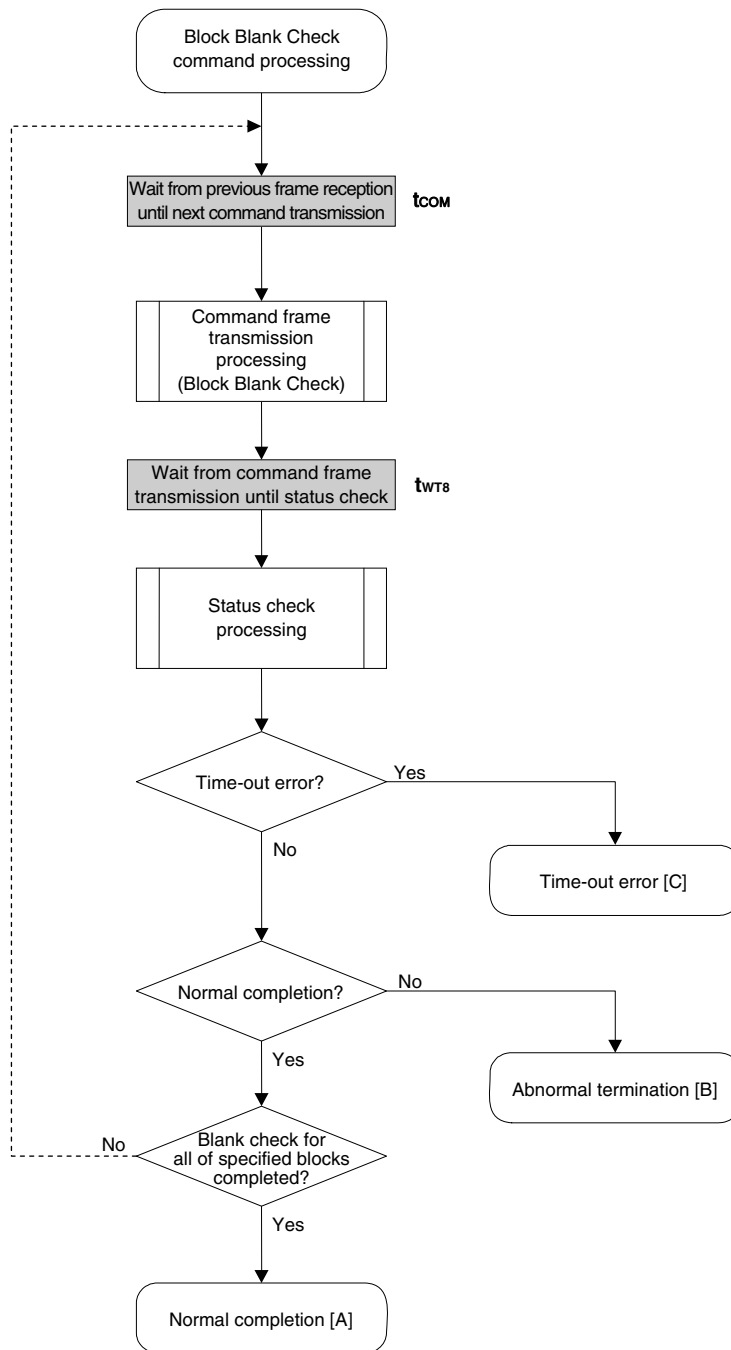 Block Blank Check
command processing
Wait from previous frame reception
until next command transmission
tCOM
Command frame
transmission
processing
(Block Blank Check)
Wait from command frame
transmission until status check
tWT8
Status check
processing
Time-out error?
Yes
No
Time-out error [C]
Normal completion?
No
Yes
Abnormal termination [B]
No
Blank check for
all of specified blocks
completed?
Yes
Normal completion [A]